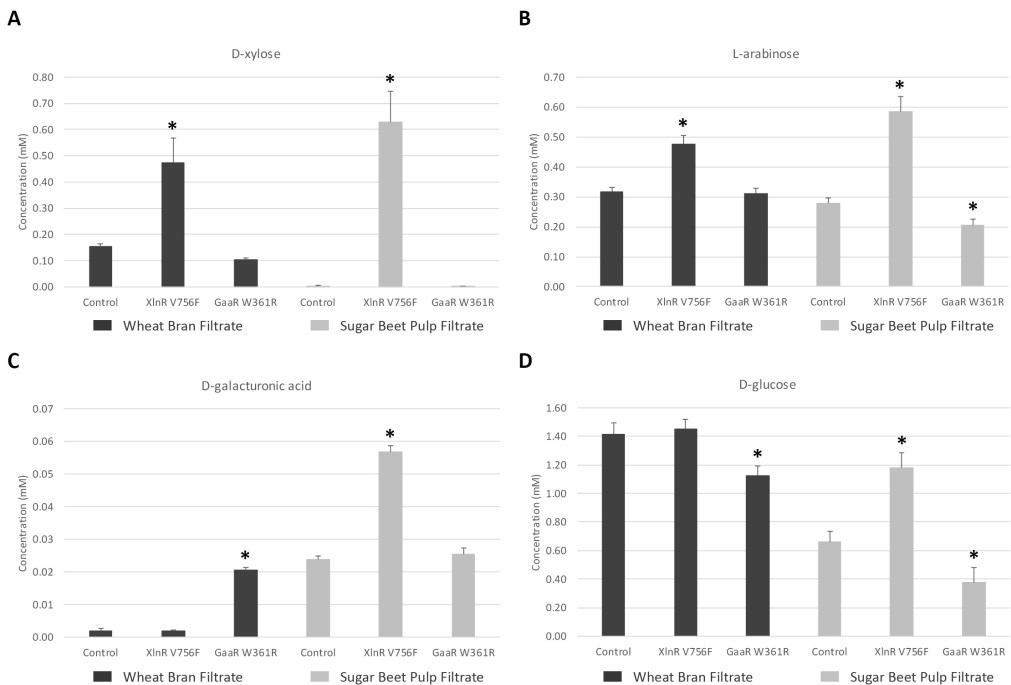 A
D-xylose
*
*
0.80
0.70
0.60
0.50
0.40
0.30
0.20
0.10
0.00
Concentration (mM)
Control XlnR V756F GaaR W361R Control XlnR V756F GaaR W361R
Wheat Bran Filtrate Sugar Beet Pulp Filtrate
B
L-arabinose
*
*
*
0.70
0.60
0.50
0.40
0.30
0.20
0.10
0.00
Concentration (mM)
Control XlnR V756F GaaR W361R Control XlnR V756F GaaR W361R
Wheat Bran Filtrate Sugar Beet Pulp Filtrate
C
D-galacturonic acid
*
*
0.07
0.06
0.05
0.04
0.03
0.02
0.01
0.00
Concentration (mM)
Control XlnR V756F GaaR W361R Control XlnR V756F GaaR W361R
Wheat Bran Filtrate Sugar Beet Pulp Filtrate
D
D-glucose
*
*
*
1.60
1.40
1.20
1.00
0.80
0.60
0.40
0.20
0.00
Concentration (mM)
Control XlnR V756F GaaR W361R Control XlnR V756F GaaR W361R
Wheat Bran Filtrate Sugar Beet Pulp Filtrate